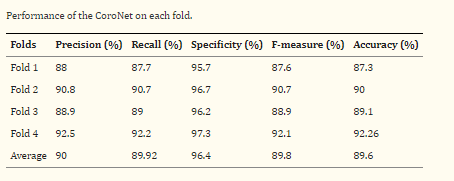 Performance of the CoroNet on each fold.
Folds Precision (%) Recall (%) Specificity (%) F-measure (%) Accuracy (%)
Fold 1 88 87.7 95.7 87.6 87.3
Fold 2 90.8 90.7 96.7 90.7 90
Fold 3 88.9 89 96.2 88.9 89.1
Fold 4 92.5 92.2 97.3 92.1 92.26
Average 90 89.92 96.4 89.8 89.6